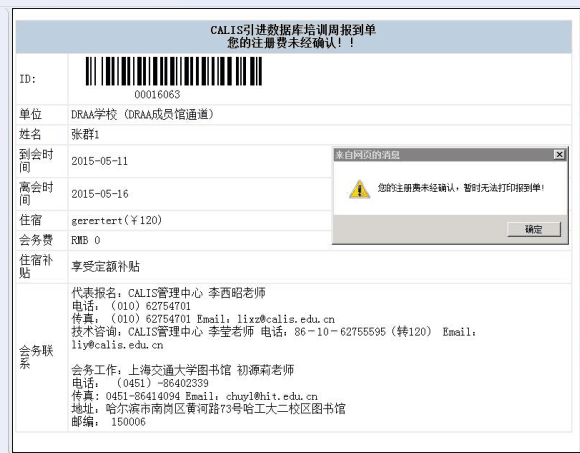 CALIS引进数据库培训周报到单
您的注册费未经确认！！
ID:
00016063
单位 DRAA学校 (DRAA成员馆通道)
姓名 张群1
到会时间 2015-05-11
来自网页的消息
您的注册费未经确认，暂时无法打印报到单!
确定
离会时间 2015-05-16
住宿 gerertert(￥120)
会务费 RMB 0
住宿补贴 享受定额补贴
会务联系
代表报名：CALIS管理中心 李西昭老师
电话：（010）62754701
传真：（010）62754701 Email：lixz@calis.edu.cn
技术咨询：CALIS管理中心 李莹老师 电话：86－10－62755595（转120） Email：
liy@calis.edu.cn
会务工作：上海交通大学图书馆 初源莉老师
电话： （0451）-86402339
传真：0451-86414094 Email：chuyl@hit.edu.cn
地址：哈尔滨市南岗区黄河路73号哈工大二校区图书馆
邮编： 150006